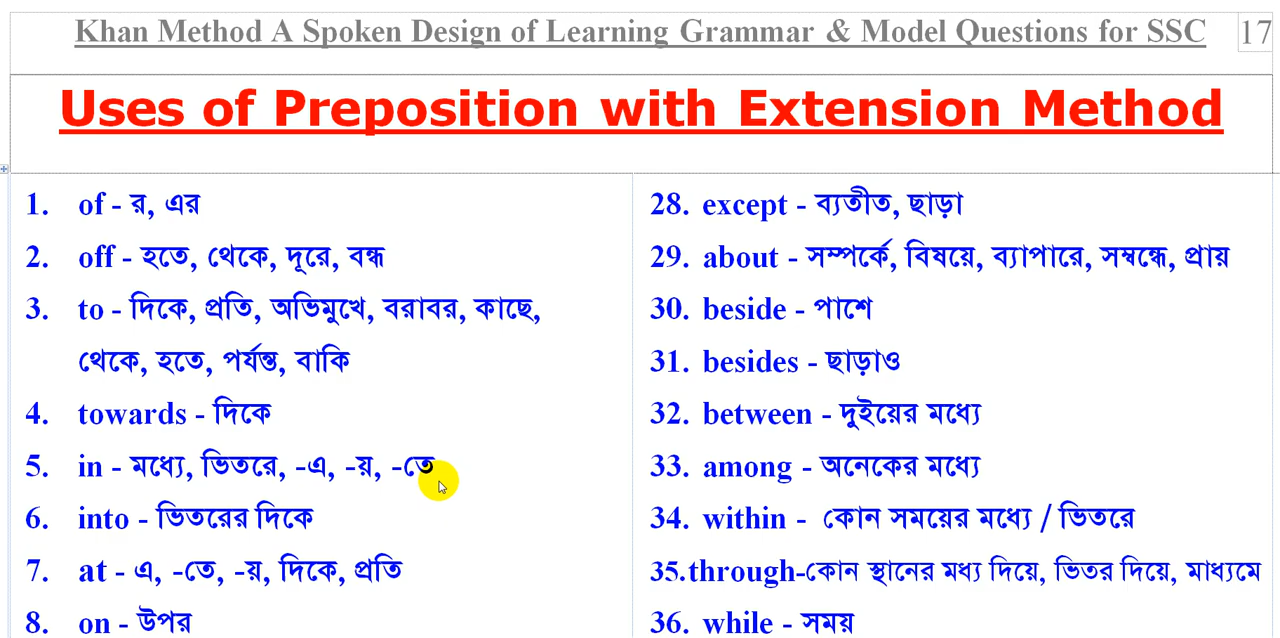 Khan Method A Spoken Design of Learning Grammar & Model Questions for SSC 17
Uses of Preposition with Extension Method
1. of - র, এর
2. off - হতে, থেকে, দূরে, বন্ধ
3. to - দিকে, প্রতি, অভিমুখে, বরাবর, কাছে,
থেকে, হতে, পর্যন্ত, বাকি
4. towards - দিকে
5. in - মধ্যে, ভিতরে, -এ, -য়, -তে
6. into - ভিতরের দিকে
7. at - এ, -তে, -য়, দিকে, প্রতি
8. on - উপর
28. except - ব্যতীত, ছাড়া
29. about - সম্পর্কে, বিষয়ে, ব্যাপারে, সম্বন্ধে, প্রায়
30. beside - পাশে
31. besides - ছাড়াও
32. between - দুইয়ের মধ্যে
33. among - অনেকের মধ্যে
34. within - কোন সময়ের মধ্যে / ভিতরে
35.through-কোন স্থানের মধ্য দিয়ে, ভিতর দিয়ে, মাধ্যমে
36. while - সময়